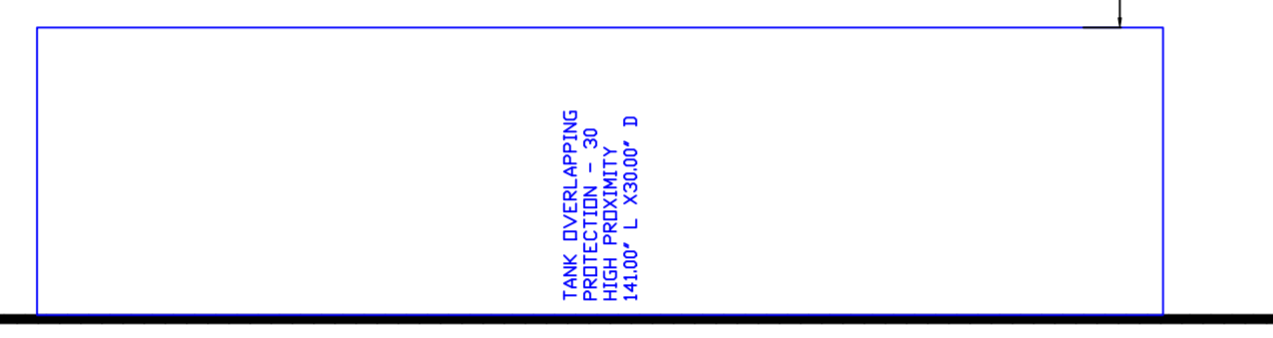 TANK OVERLAPPING
PROTECTION - 30
HIGH PROXIMITY
141.00" L X30.00" D